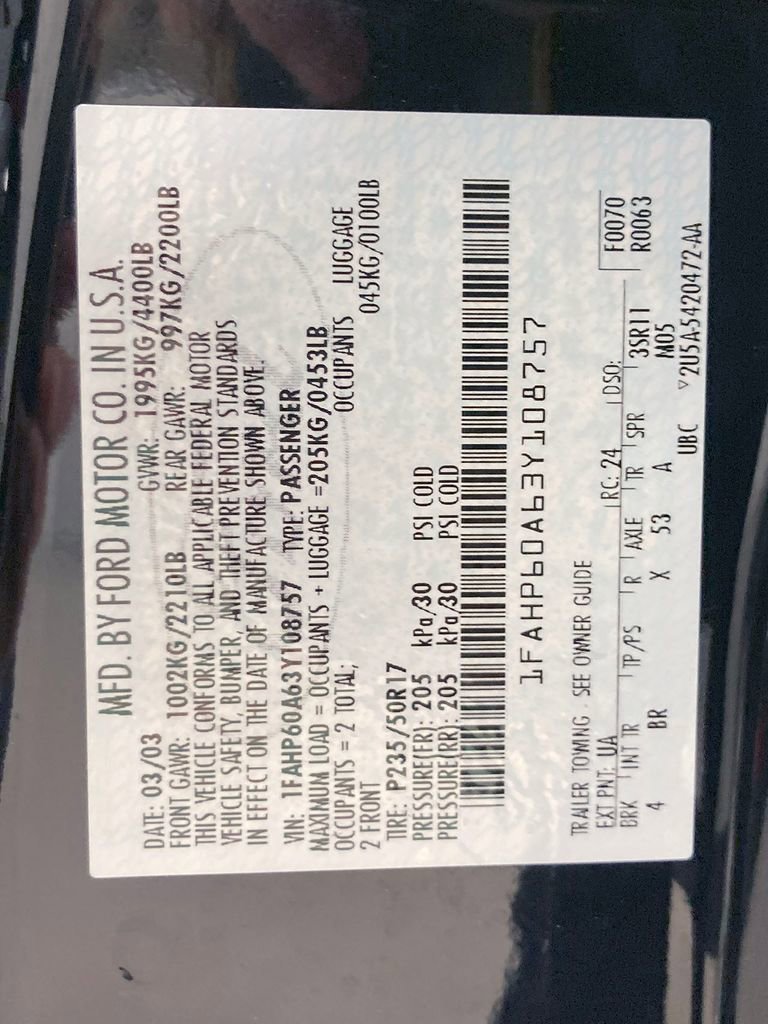 MFD. BY FORD MOTOR CO. IN U.S.A.
DATE: 03/03 GVWR: 1995KG/4400LB
FRONT GAWR: 1002KG/2210LB REAR GAWR: 997KG/2200LB
THIS VEHICLE CONFORMS TO ALL APPLICABLE FEDERAL MOTOR
VEHICLE SAFETY, BUMPER, AND THEFT PREVENTION STANDARDS
IN EFFECT ON THE DATE OF MANUFACTURE SHOWN ABOVE.
VIN: 1FAHP60A63Y108757 TYPE: PASSENGER
MAXIMUM LOAD = OCCUPANTS + LUGGAGE =205KG/0453LB
OCCUPANTS = 2 TOTAL; OCCUPANTS LUGGAGE
2 FRONT 045KG/0100LB
TIRE: P235/50R17
PRESSURE(FR): 205 kPa/30 PSI COLD
PRESSURE(RR): 205 kPa/30 PSI COLD
1FAHP60A63Y108757
TRAILER TOWING - SEE OWNER GUIDE
EXT PNT: UA RC: 24 DSO: F0070
BRK INT TR TP/PS R AXLE TR SPR R0063
4 BR X 53 A 3SR11
M05
UBC ▽2U5A-5420472-AA